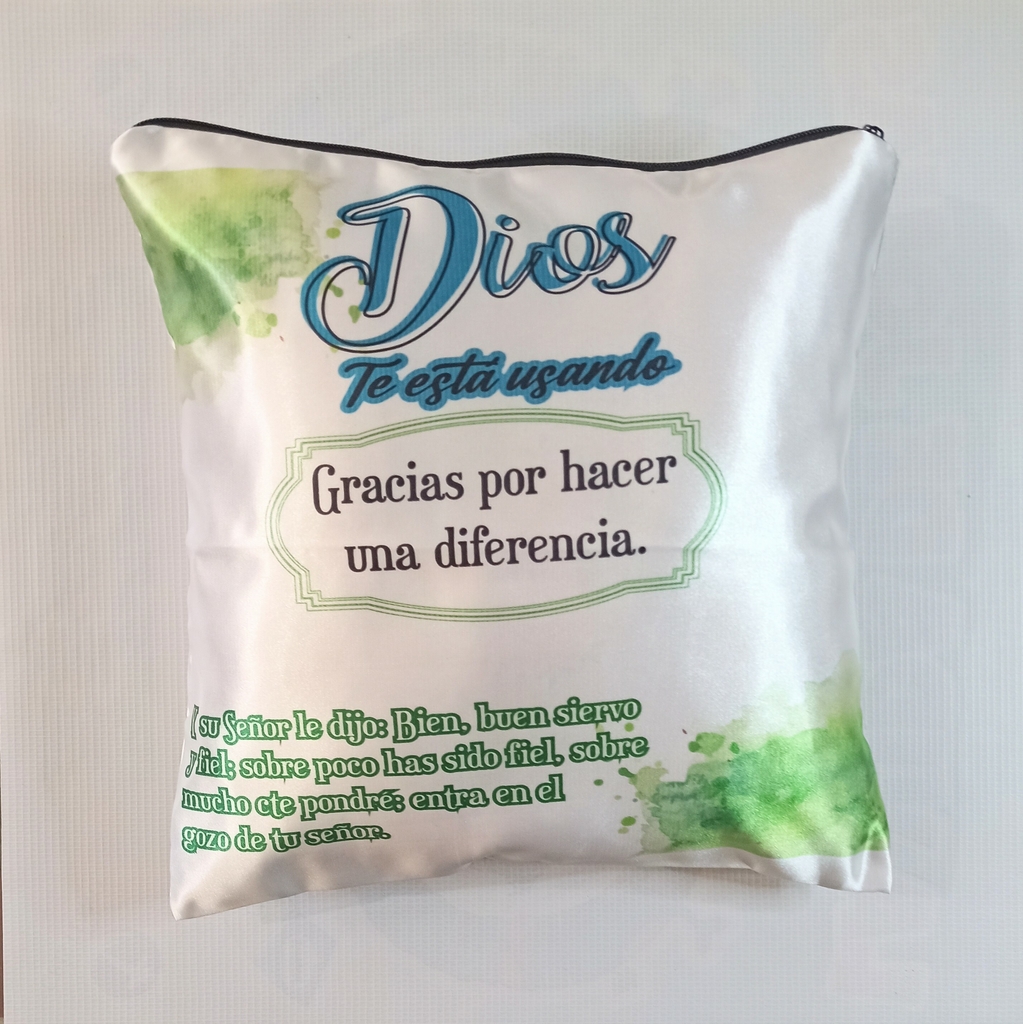 Dios
Te está usando
Gracias por hacer
una diferencia.
su Señor le dijo: Bien, buen siervo
y fiel; sobre poco has sido fiel, sobre
mucho cte pondré; entra en el
gozo de tu señor.